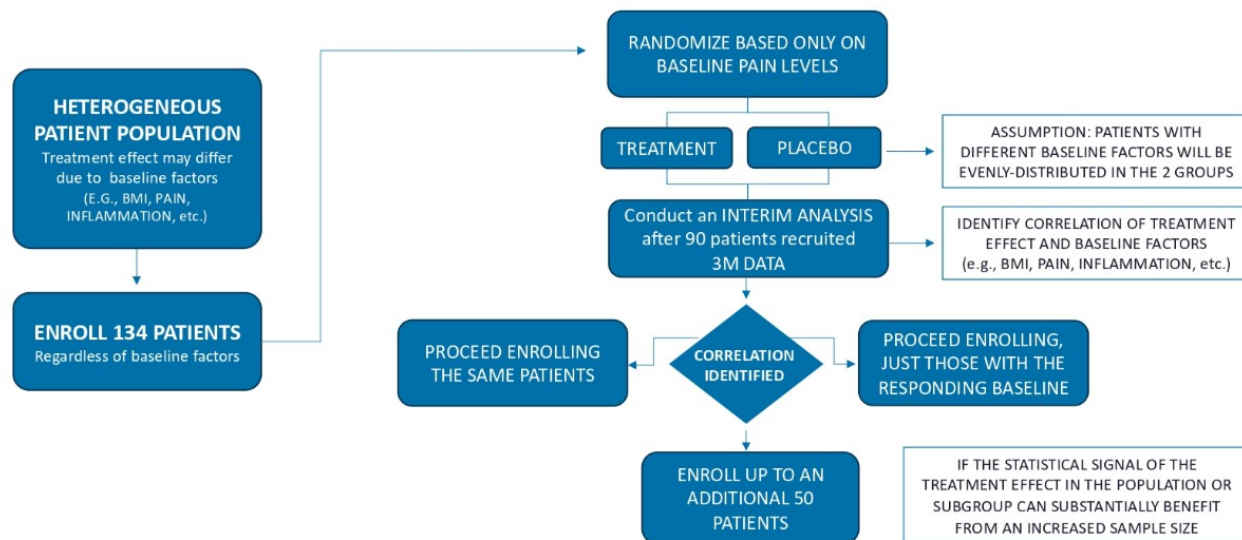 HETEROGENEOUS
PATIENT POPULATION
Treatment effect may differ
due to baseline factors
(E.G., BMI, PAIN,
INFLAMMATION, etc.)
ENROLL 134 PATIENTS
Regardless of baseline factors
RANDOMIZE BASED ONLY ON
BASELINE PAIN LEVELS
TREATMENT
PLACEBO
ASSUMPTION: PATIENTS WITH
DIFFERENT BASELINE FACTORS WILL BE
EVENLY-DISTRIBUTED IN THE 2 GROUPS
Conduct an INTERIM ANALYSIS
after 90 patients recruited
3M DATA
IDENTIFY CORRELATION OF TREATMENT
EFFECT AND BASELINE FACTORS
(e.g., BMI, PAIN, INFLAMMATION, etc.)
PROCEED ENROLLING
THE SAME PATIENTS
CORRELATION
IDENTIFIED
PROCEED ENROLLING,
JUST THOSE WITH THE
RESPONDING BASELINE
ENROLL UP TO AN
ADDITIONAL 50
PATIENTS
IF THE STATISTICAL SIGNAL OF THE
TREATMENT EFFECT IN THE POPULATION OR
SUBGROUP CAN SUBSTANTIALLY BENEFIT
FROM AN INCREASED SAMPLE SIZE